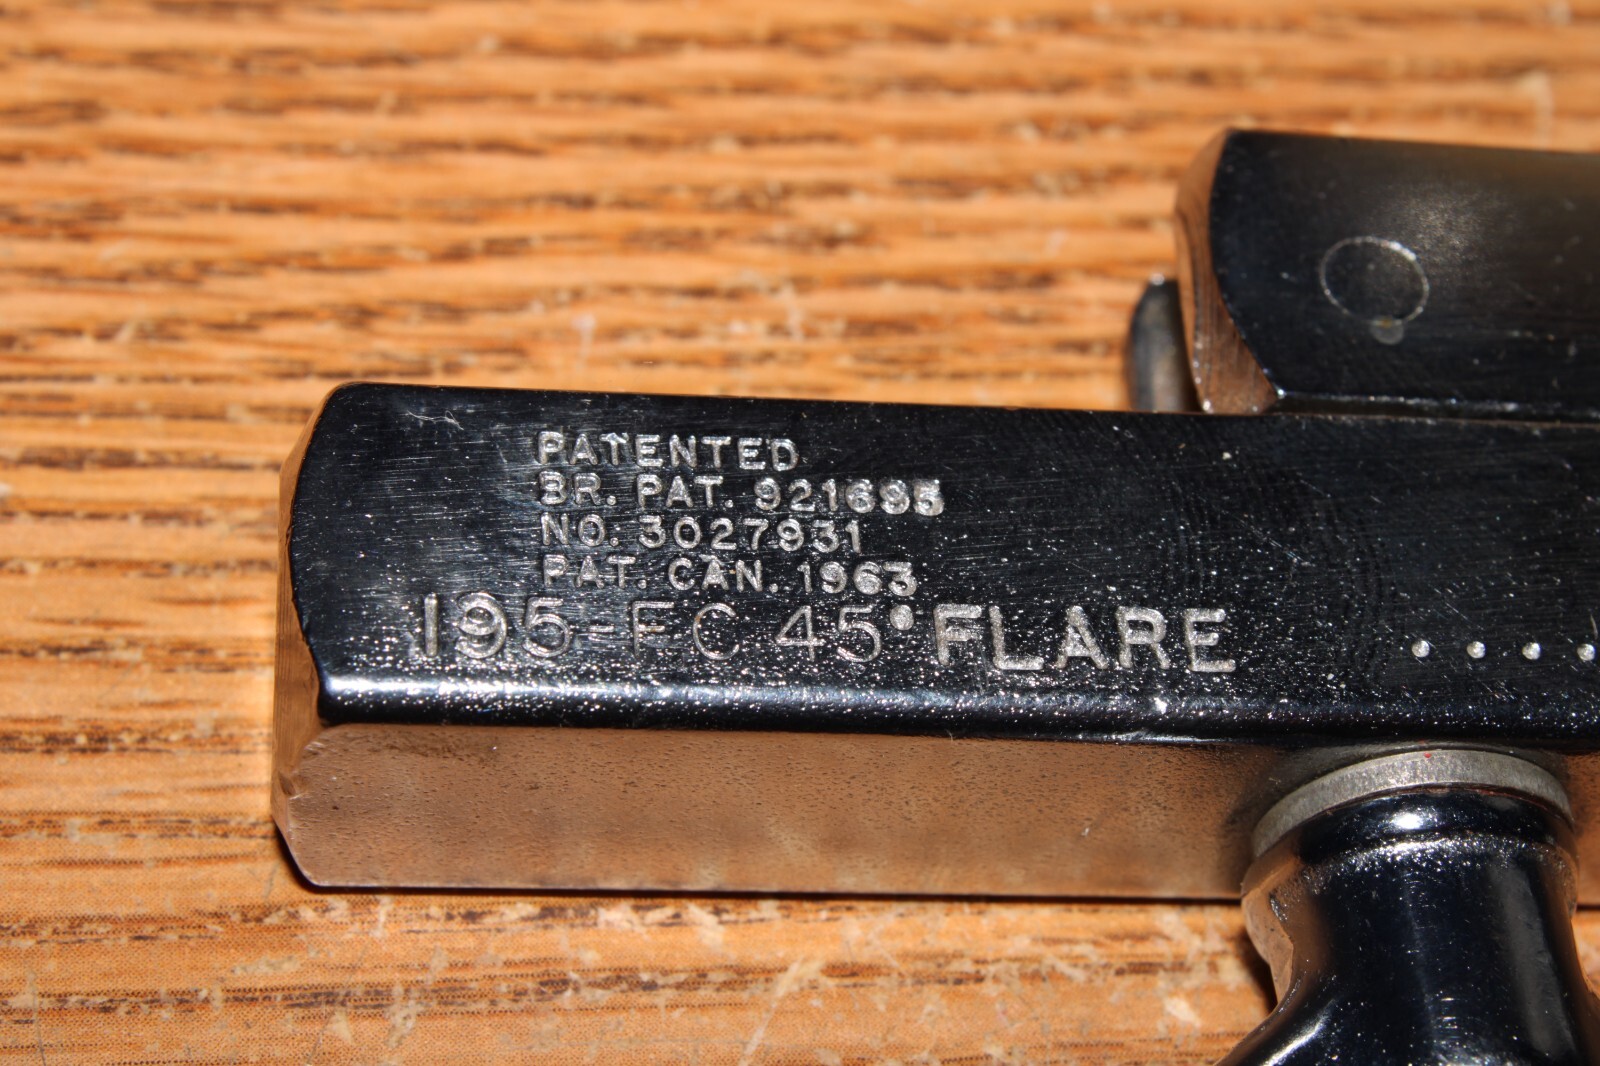 PATENTED
BR. PAT. 921695
NO. 3027931
PAT. CAN. 1963
195-FC 45° FLARE